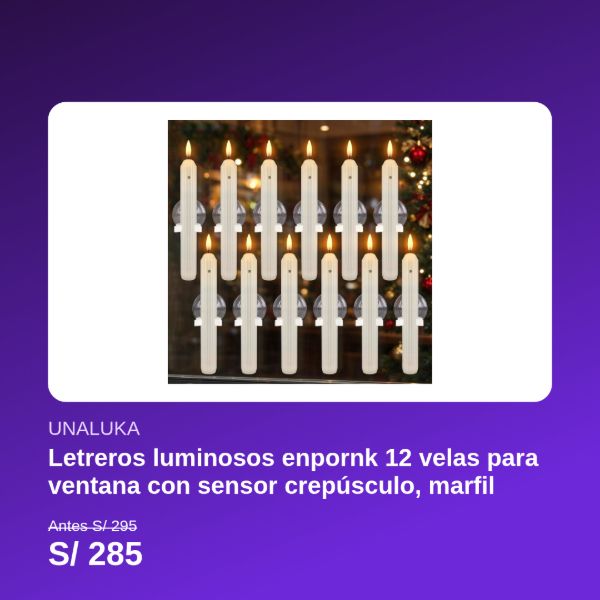 UNALUKA
Letreros luminosos enpornk 12 velas para
ventana con sensor crepúsculo, marfil
Antes S/ 295
S/ 285